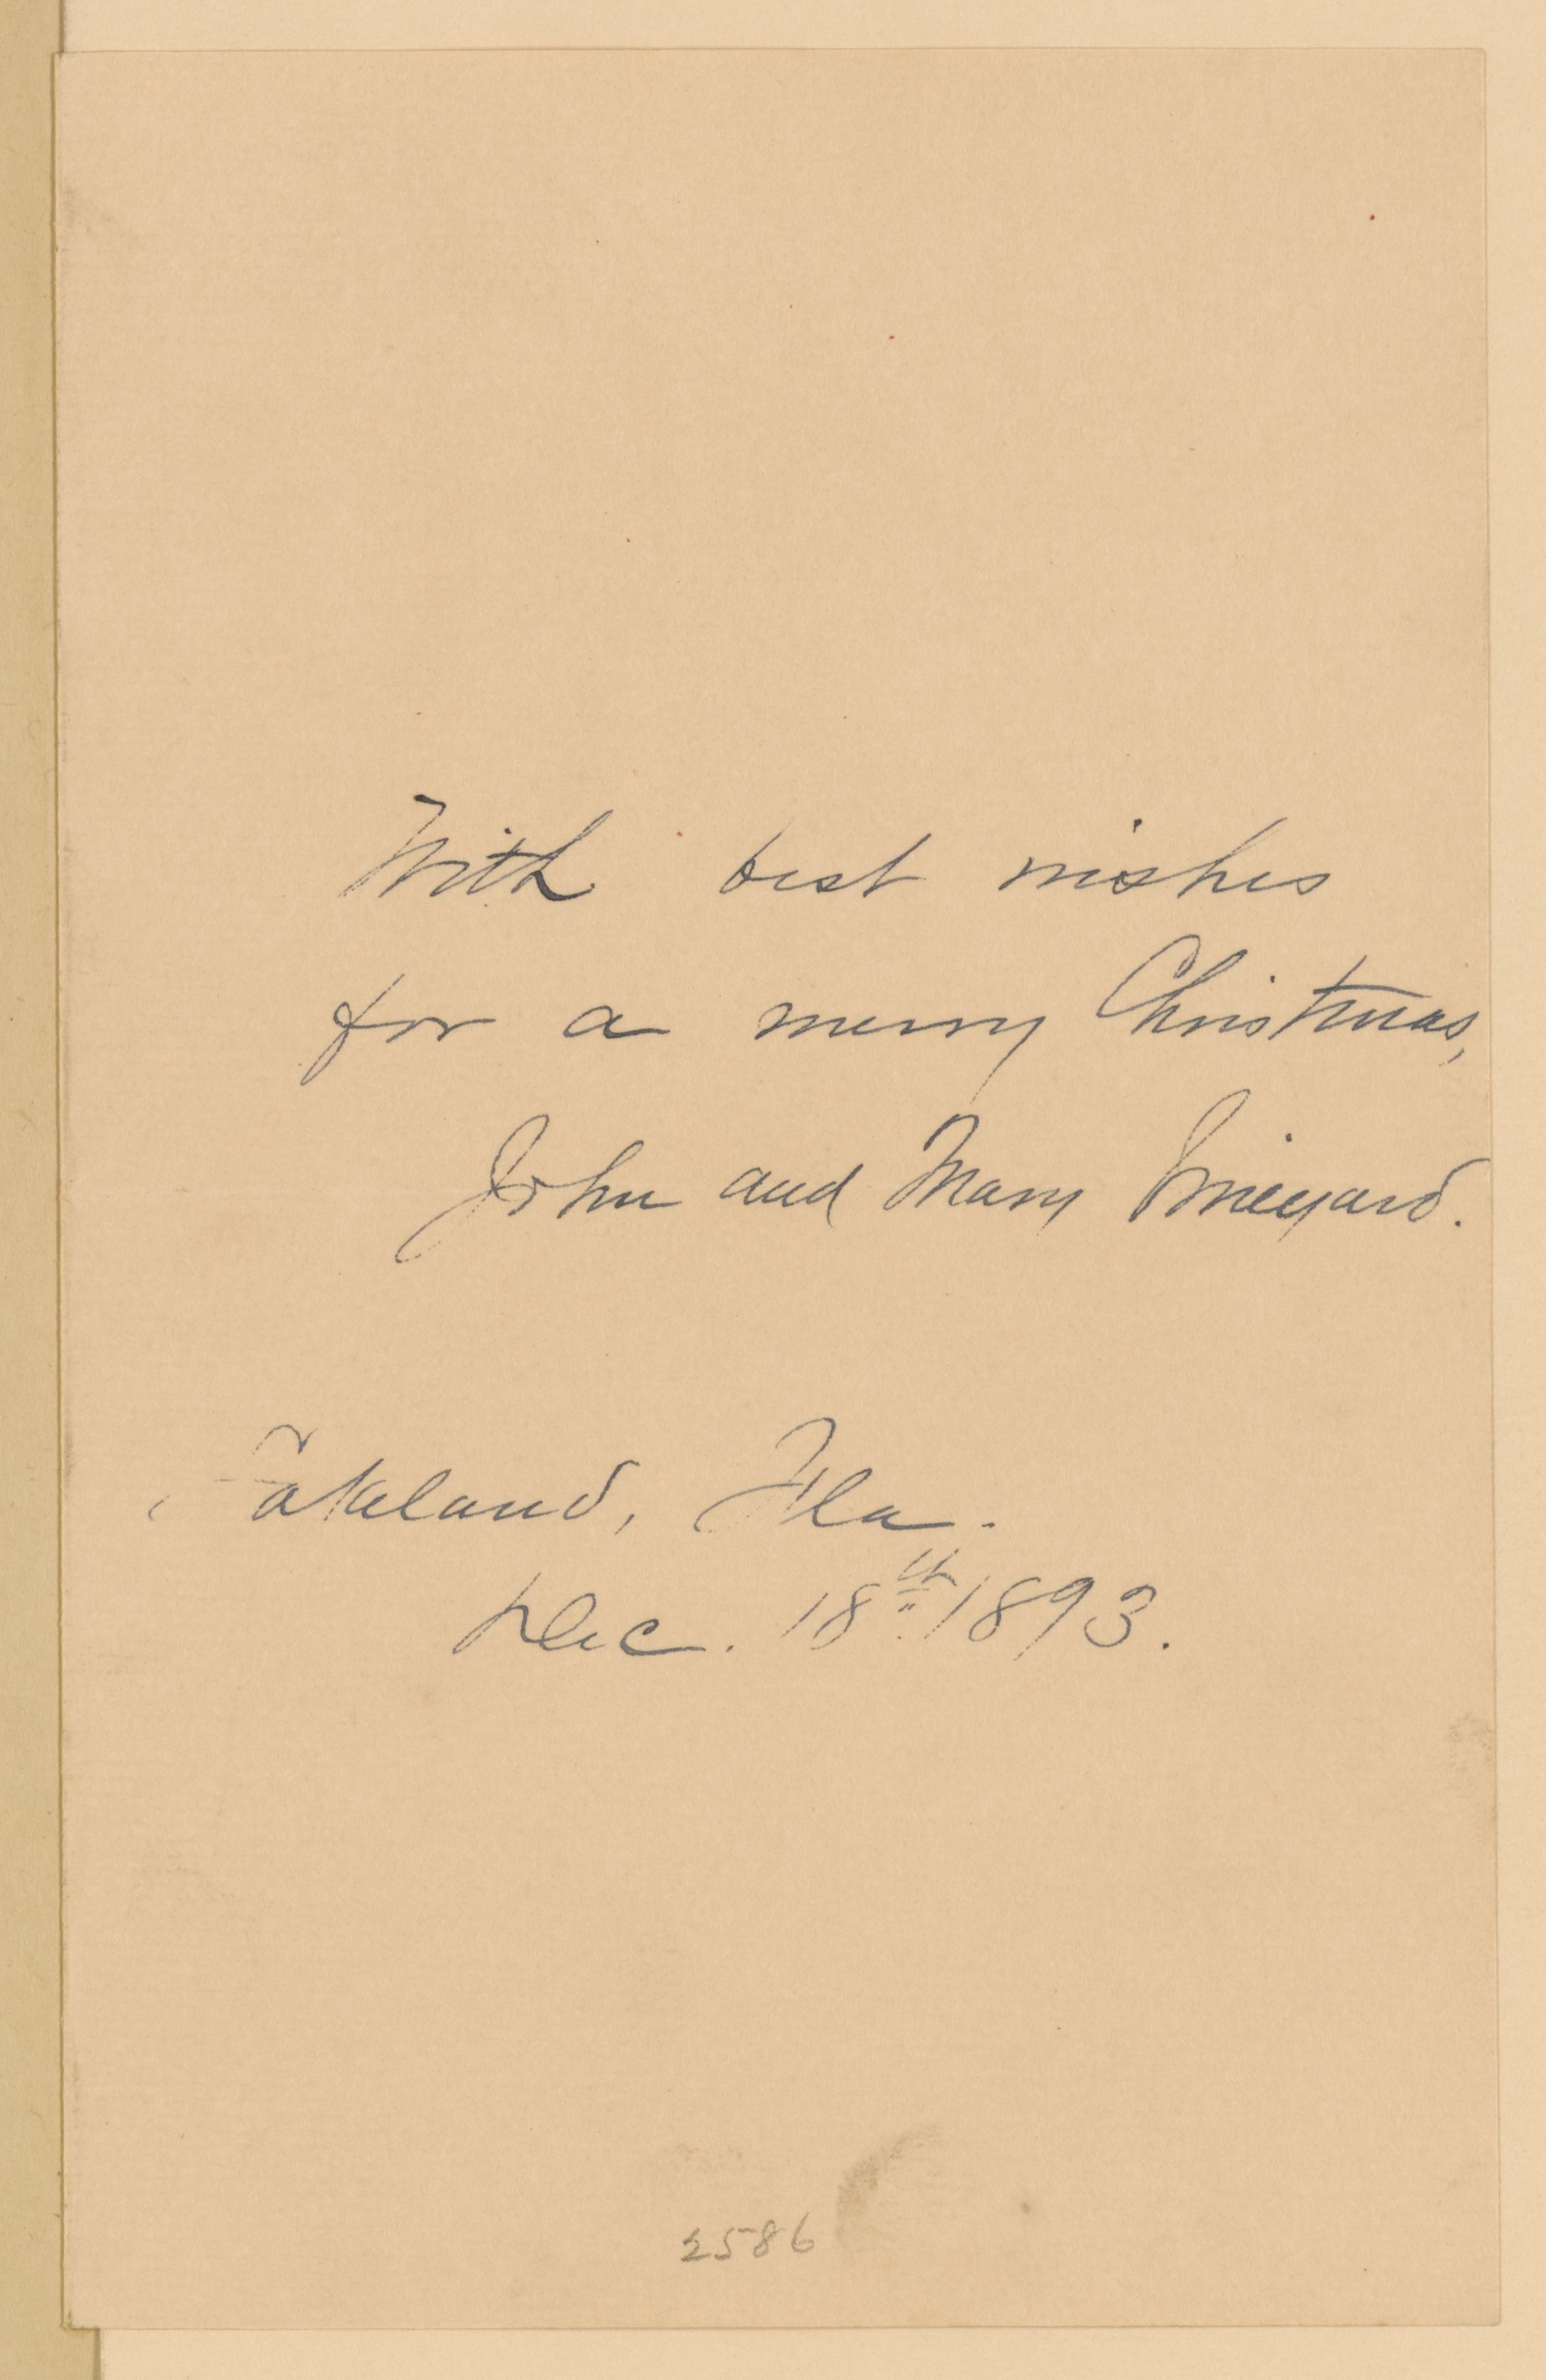 With best wishes
for a merry Christmas,
John and Mary Vineyard.
Lakeland, Fla.
Dec. 18th 1893.
2586